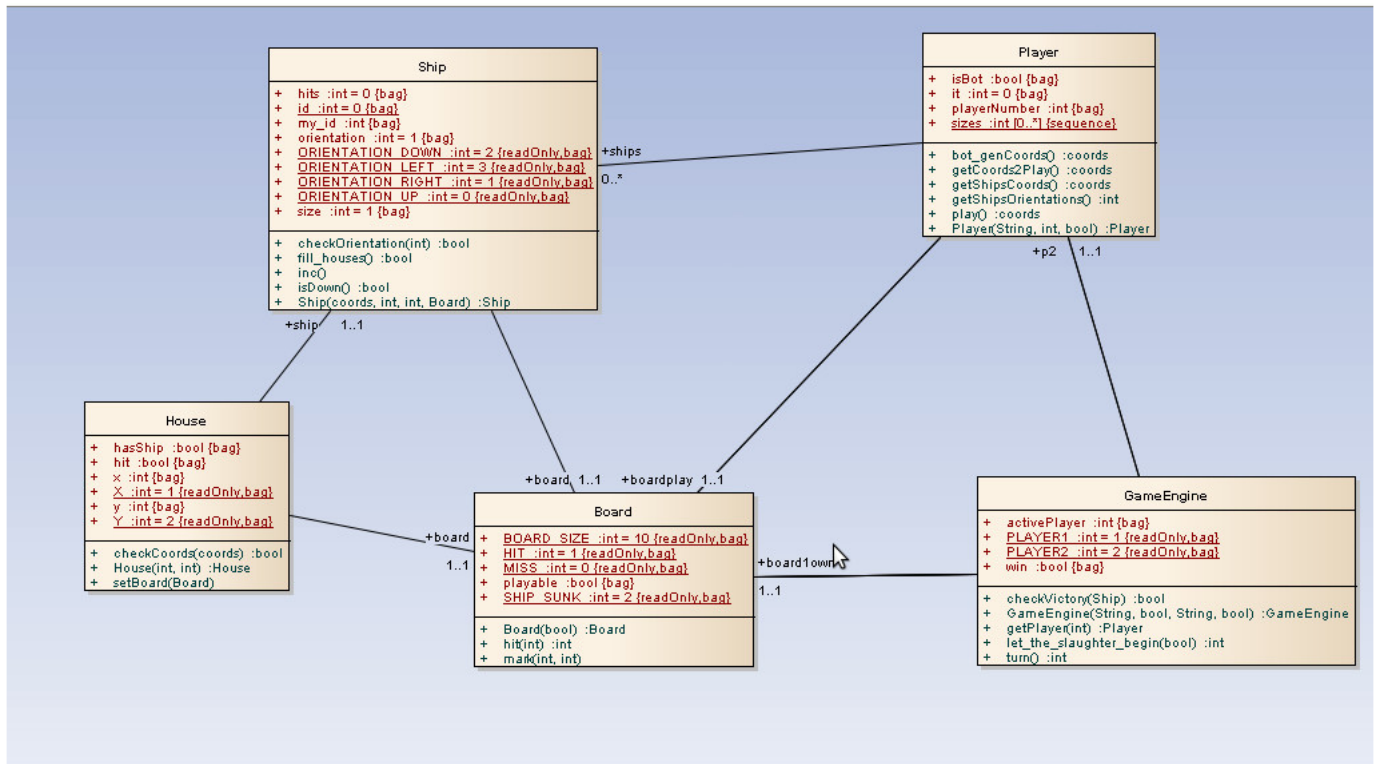 Ship
+ hits :int = 0 {bag}
+ id :int = 0 {bag}
+ my_id :int {bag}
+ orientation :int = 1 {bag}
+ ORIENTATION_DOWN :int = 2 {readOnly,bag}
+ ORIENTATION_LEFT :int = 3 {readOnly,bag}
+ ORIENTATION_RIGHT :int = 1 {readOnly,bag}
+ ORIENTATION_UP :int = 0 {readOnly,bag}
+ size :int = 1 {bag}
+ checkOrientation(int) :bool
+ fill_houses() :bool
+ inc()
+ isDown() :bool
+ Ship(coords, int, int, Board) :Ship
+ships
0..*
Player
+ isBot :bool {bag}
+ it :int = 0 {bag}
+ playerNumber :int {bag}
+ sizes :int [0..*] {sequence}
+ bot_genCoords() :coords
+ getCoords2Play() :coords
+ getShipsCoords() :coords
+ getShipsOrientations() :int
+ play() :coords
+ Player(String, int, bool) :Player
+p2 1..1
+ship 1..1
House
+ hasShip :bool {bag}
+ hit :bool {bag}
+ x :int {bag}
+ X :int = 1 {readOnly,bag}
+ y :int {bag}
+ Y :int = 2 {readOnly,bag}
+ checkCoords(coords) :bool
+ House(int, int) :House
+ setBoard(Board)
+board
1..1
+board 1..1
+boardplay 1..1
Board
+ BOARD_SIZE :int = 10 {readOnly,bag}
+ HIT :int = 1 {readOnly,bag}
+ MISS :int = 0 {readOnly,bag}
+ playable :bool {bag}
+ SHIP_SUNK :int = 2 {readOnly,bag}
+ Board(bool) :Board
+ hit(int) :int
+ mark(int, int)
+board1own
1..1
GameEngine
+ activePlayer :int {bag}
+ PLAYER1 :int = 1 {readOnly,bag}
+ PLAYER2 :int = 2 {readOnly,bag}
+ win :bool {bag}
+ checkVictory(Ship) :bool
+ GameEngine(String, bool, String, bool) :GameEngine
+ getPlayer(int) :Player
+ let_the_slaughter_begin(bool) :int
+ turn() :int